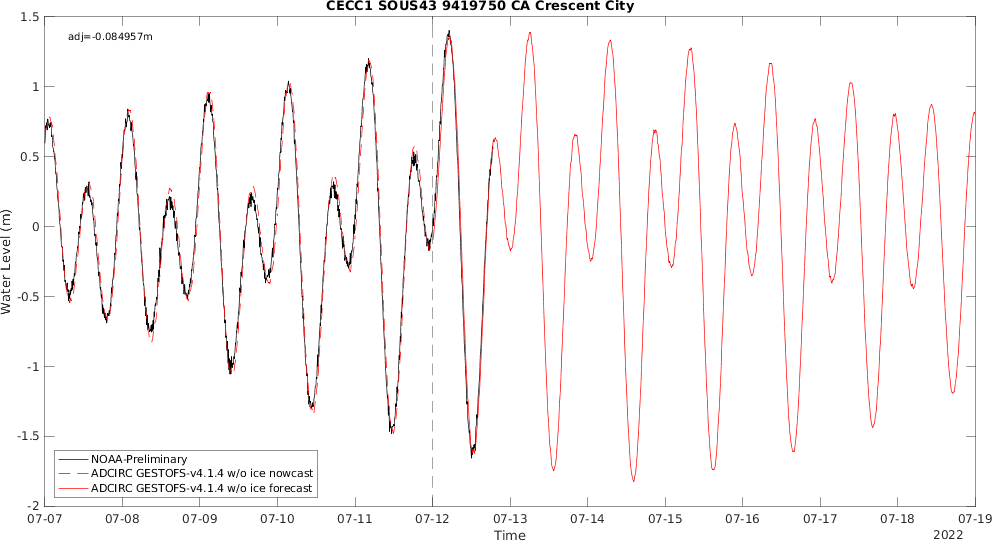 CECC1 SOUS43 9419750 CA Crescent City
adj=-0.084957m
1.5
1
0.5
0
-0.5
-1
-1.5
-2
Water Level (m)
NOAA-Preliminary
ADCIRC GESTOFS-v4.1.4 w/o ice nowcast
ADCIRC GESTOFS-v4.1.4 w/o ice forecast
07-07 07-08 07-09 07-10 07-11 07-12 07-13 07-14 07-15 07-16 07-17 07-18 07-19
Time
2022